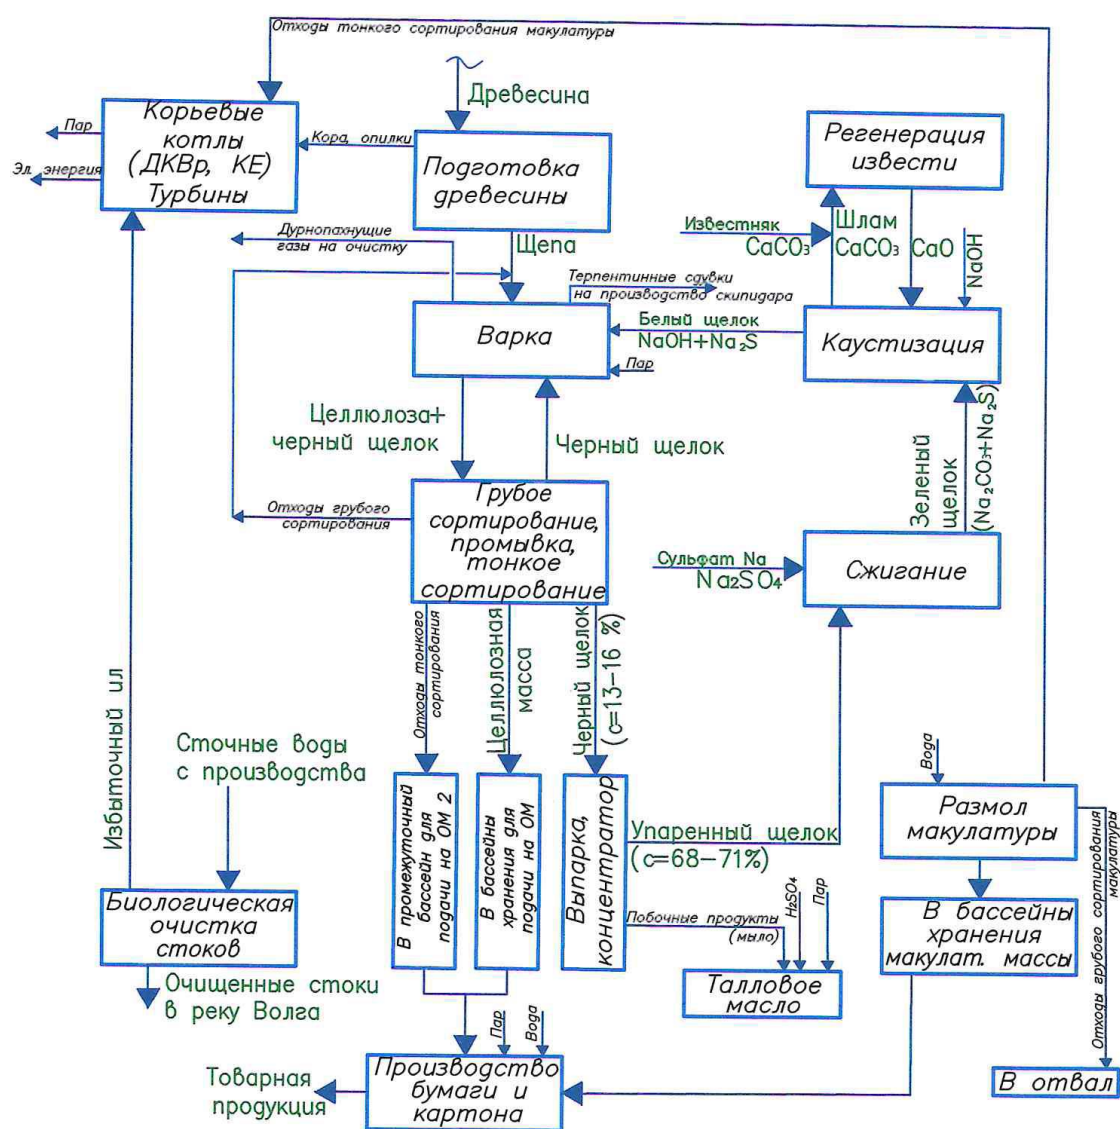 Отходы тонкого сортирования макулатуры
Древесина
Корьевые
котлы
(ДКВр, КЕ)
Турбины
Пар
Эл. энергия
Кора, опилки
Подготовка
древесины
Регенерация
извести
Известняк
CaCO₃
Шлам
CaCO₃
CaO
NaOH
Дурнопахнущие
газы на очистку
Щепа
Терпентинные сдувки
на производство скипидара
Варка
Белый щелок
NaOH+Na₂S
Пар
Каустизация
Целлюлоза+
черный щелок
Черный щелок
Зеленый
щелок
(Na₂CO₃+Na₂S)
Отходы грубого
сортирования
Грубое
сортирование,
промывка,
тонкое
сортирование
Сульфат Na
Na₂SO₄
Сжигание
Отходы тонкого
сортирования
Целлюлозная
масса
Черный щелок
(c=13-16 %)
Избыточный ил
Сточные воды
с производства
В промежуточный
бассейн для
подачи на ОМ 2
В бассейны
хранения для
подачи на ОМ
Выпарка,
концентратор
Упаренный щелок
(c=68-71%)
Вода
Размол
макулатуры
Отходы грубого сортирования
макулатуры
Биологическая
очистка
стоков
Побочные продукты
(мыло)
H₂SO₄
Пар
В бассейны
хранения
макулат. массы
Талловое
масло
Очищенные стоки
в реку Волга
Пар
Вода
Товарная
продукция
Производство
бумаги и
картона
В отвал